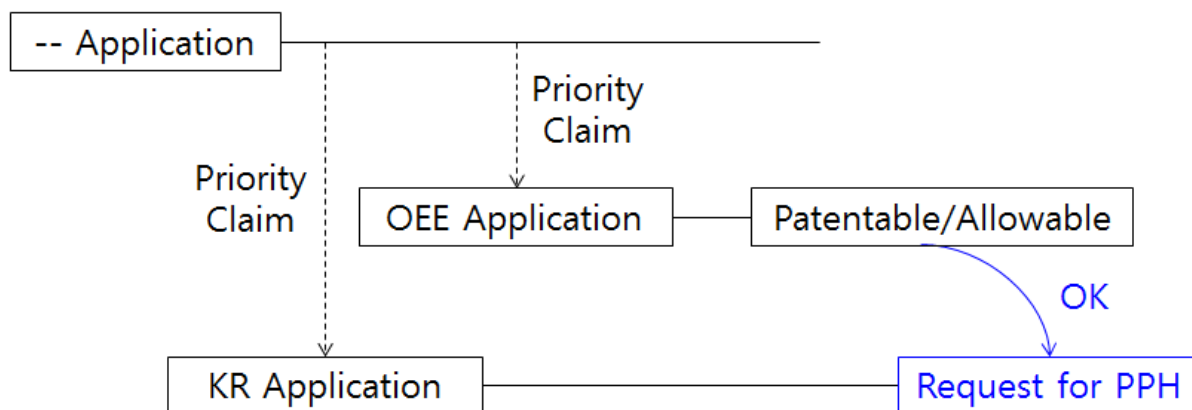 -- Application
Priority
Claim
Priority
Claim
OEE Application
Patentable/Allowable
OK
KR Application
Request for PPH